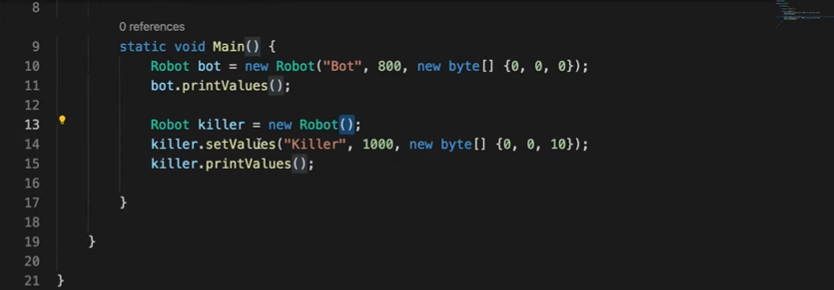 8
0 references
9 static void Main() {
10 Robot bot = new Robot("Bot", 800, new byte[] {0, 0, 0});
11 bot.printValues();
12
13 Robot killer = new Robot();
14 killer.setValues("Killer", 1000, new byte[] {0, 0, 10});
15 killer.printValues();
16
17 }
18
19 }
20
21 }